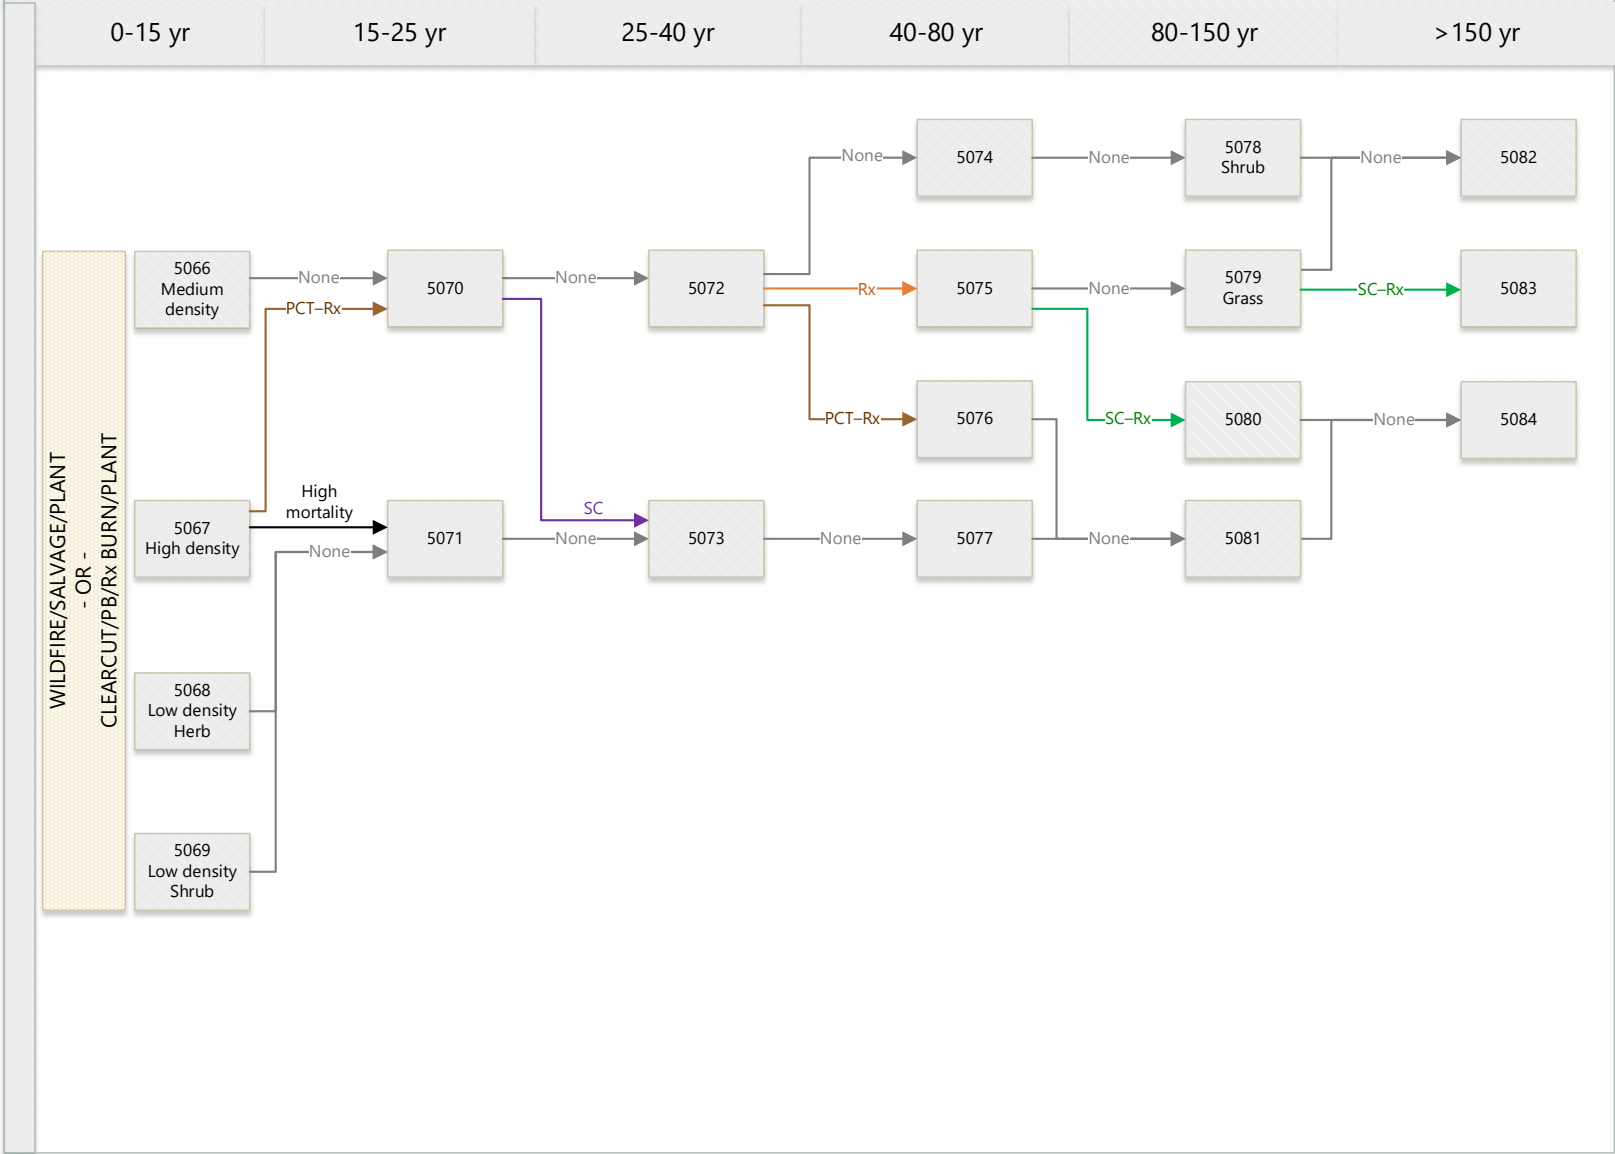 0-15 yr
15-25 yr
25-40 yr
40-80 yr
80-150 yr
>150 yr
WILDFIRE/SALVAGE/PLANT
- OR -
CLEARCUT/PB/Rx BURN/PLANT
5066
Medium
density
5067
High density
5068
Low density
Herb
5069
Low density
Shrub
None
PCT–Rx
High
mortality
None
5070
5071
None
SC
None
5072
5073
None
Rx
PCT–Rx
None
5074
5075
5076
5077
None
None
SC–Rx
None
5078
Shrub
5079
Grass
5080
5081
None
SC–Rx
None
5082
5083
5084